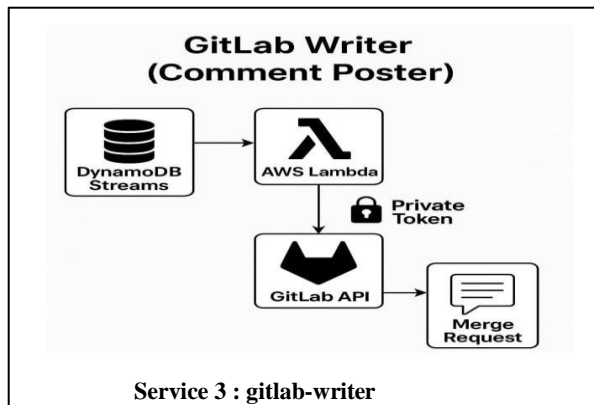 GitLab Writer
(Comment Poster)
DynamoDB
Streams
AWS Lambda
Private
Token
GitLab API
Merge
Request
Service 3 : gitlab-writer